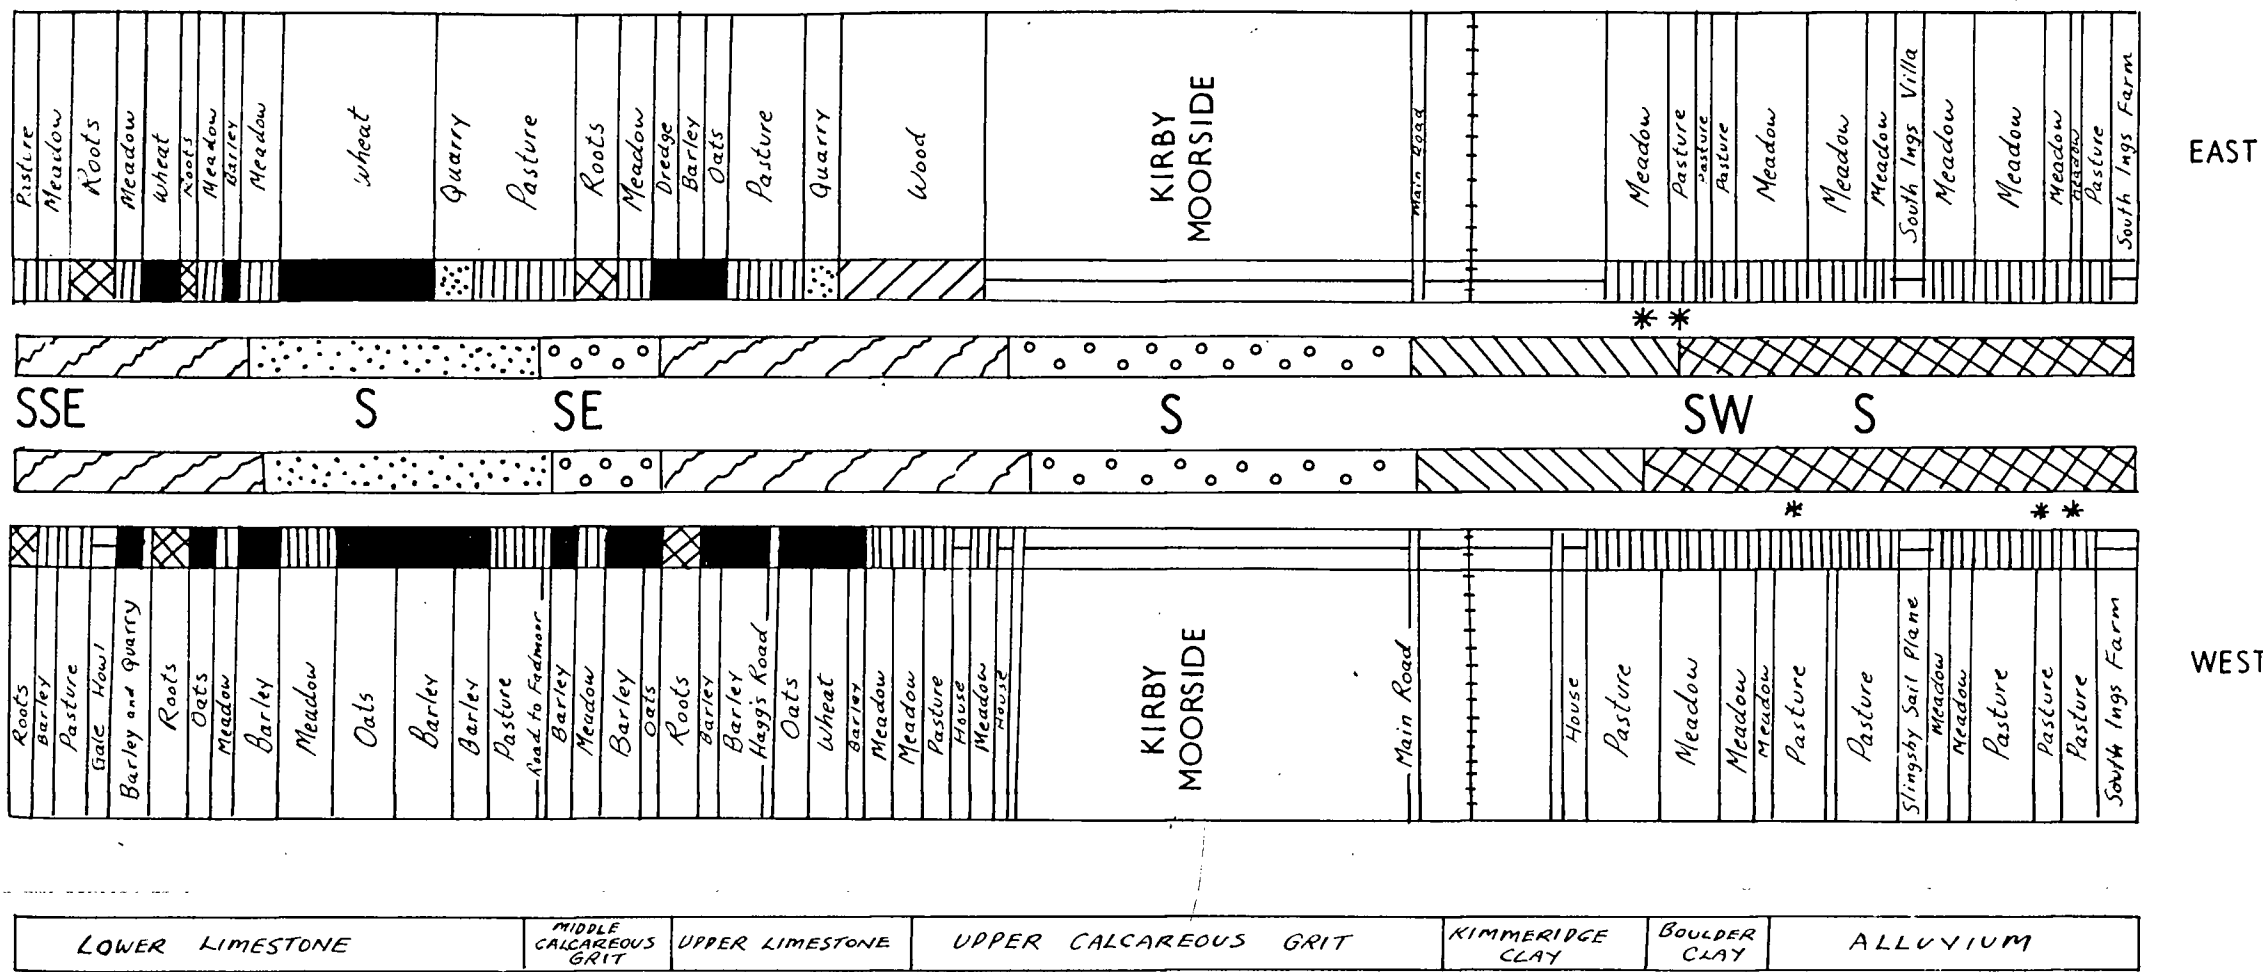 Pasture
Meadow
Roots
Meadow
Wheat
Roots
Meadow
Barley
Meadow
Wheat
Quarry
Pasture
Roots
Meadow
Dredge
Barley
Oats
Pasture
Quarry
Wood
KIRBY
MOORSIDE
Main Road
Meadow
Pasture
Pasture
Pasture
Meadow
Meadow
Meadow
South Ings Villa
Meadow
Meadow
Meadow
Meadow
Pasture
South Ings Farm
EAST
* *
SSE S SE S SW S
* * *
Roots
Barley
Pasture
Gale Howl
Barley and Quarry
Roots
Oats
Meadow
Barley
Meadow
Oats
Barley
Barley
Pasture
Road to Fadmoor
Barley
Meadow
Barley
Oats
Roots
Barley
Barley
Hagg's Road
Oats
Wheat
Barley
Meadow
Meadow
Pasture
House
Meadow
House
KIRBY
MOORSIDE
Main Road
House
Pasture
Meadow
Meadow
Meadow
Pasture
Pasture
Slingsby Sail Plane
Meadow
Meadow
Pasture
Pasture
Pasture
South Ings Farm
WEST
LOWER LIMESTONE
MIDDLE
CALCAREOUS
GRIT
UPPER LIMESTONE
UPPER CALCAREOUS GRIT
KIMMERIDGE
CLAY
BOULDER
CLAY
ALLUVIUM